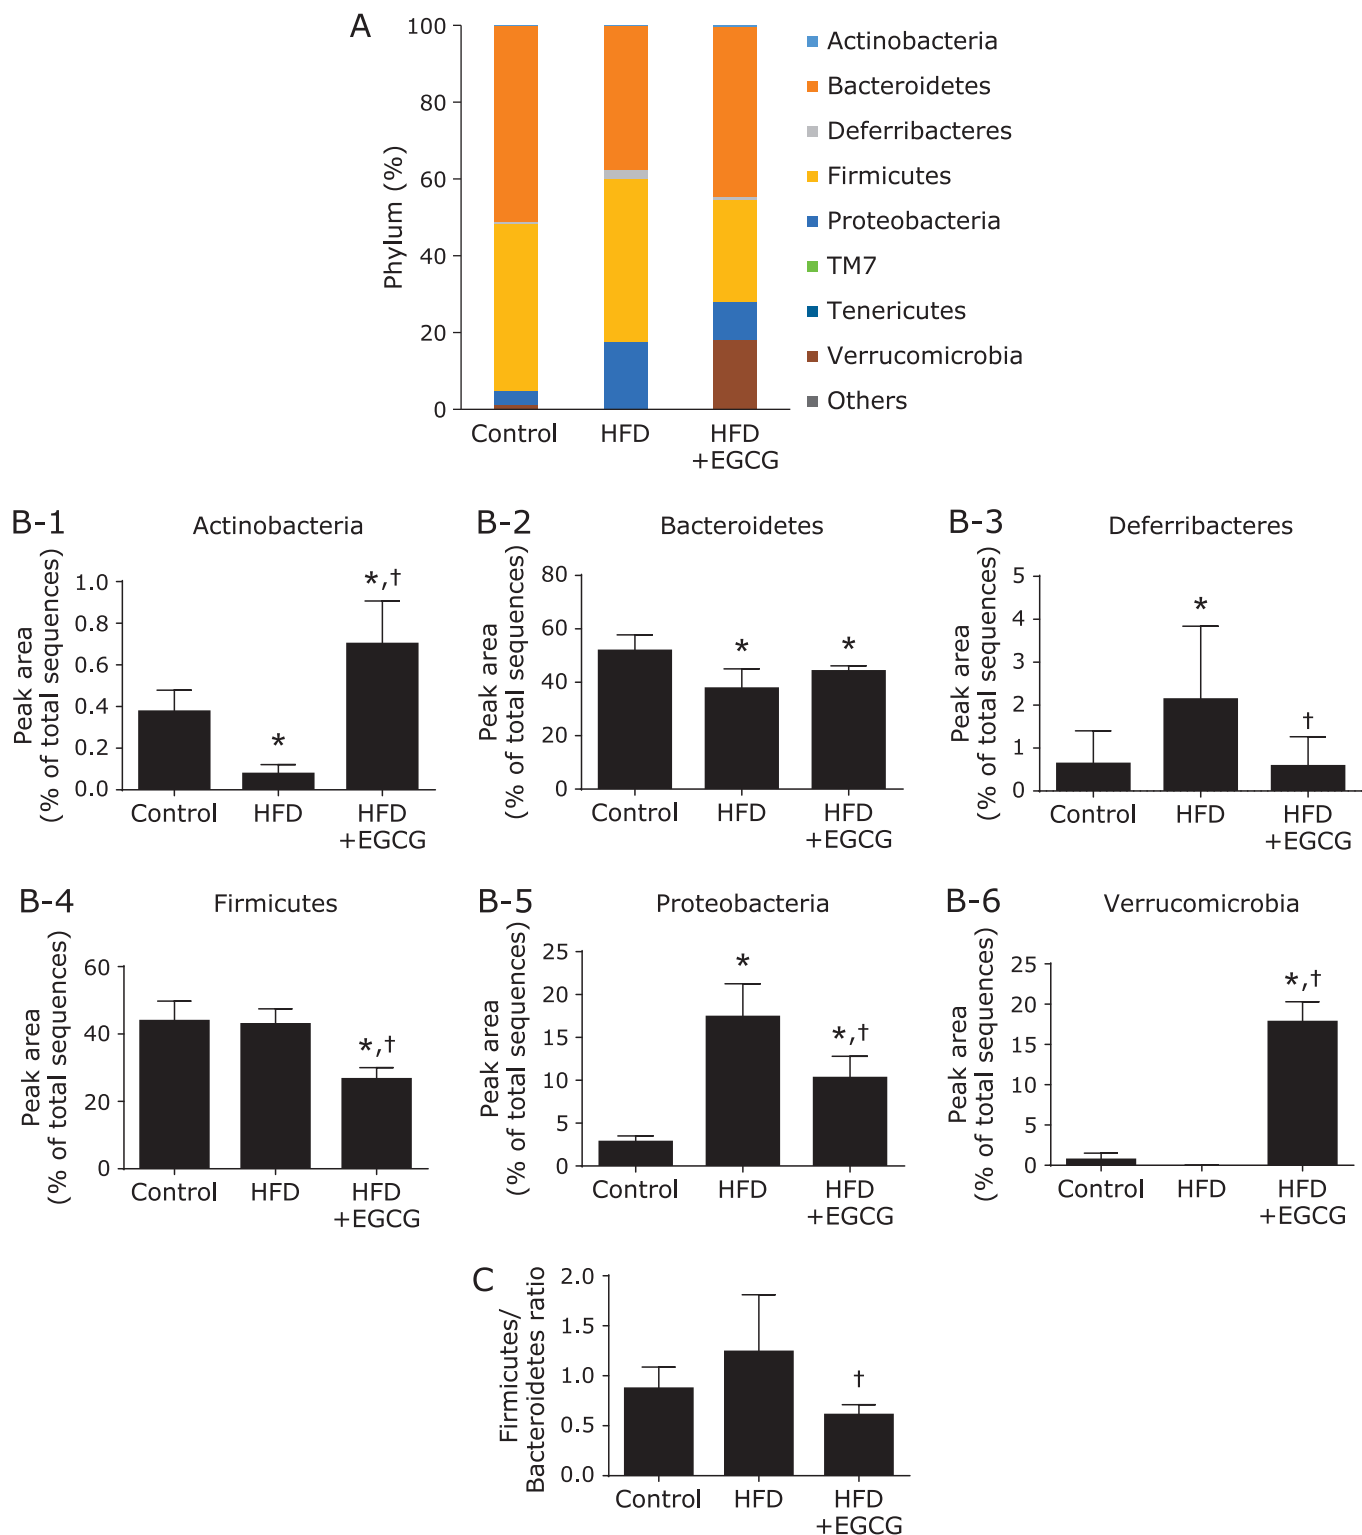 A
Phylum (%)
100
80
60
40
20
0
Control
HFD
HFD
+EGCG
Actinobacteria
Bacteroidetes
Deferribacteres
Firmicutes
Proteobacteria
TM7
Tenericutes
Verrucomicrobia
Others
B-1
Actinobacteria
Peak area
(% of total sequences)
1.0
0.8
0.6
0.4
0.2
0.0
*
*,†
Control
HFD
HFD
+EGCG
B-2
Bacteroidetes
Peak area
(% of total sequences)
80
60
40
20
0
*
*
Control
HFD
HFD
+EGCG
B-3
Deferribacteres
Peak area
(% of total sequences)
5
4
3
2
1
0
*
†
Control
HFD
HFD
+EGCG
B-4
Firmicutes
Peak area
(% of total sequences)
60
40
20
0
*,†
Control
HFD
HFD
+EGCG
B-5
Proteobacteria
Peak area
(% of total sequences)
25
20
15
10
5
0
*
*,†
Control
HFD
HFD
+EGCG
B-6
Verrucomicrobia
Peak area
(% of total sequences)
25
20
15
10
5
0
*,†
Control
HFD
HFD
+EGCG
C
Firmicutes/
Bacteroidetes ratio
2.0
1.5
1.0
0.5
0.0
†
Control
HFD
HFD
+EGCG